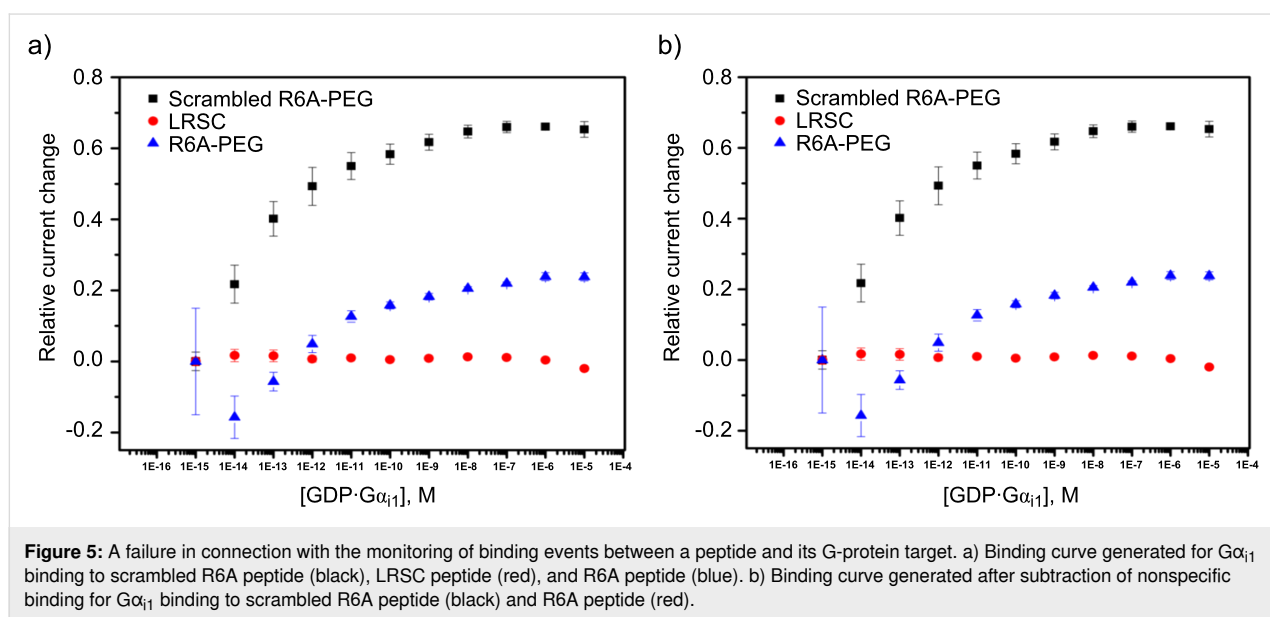 a)
0.8
0.6
0.4
0.2
0.0
-0.2
Relative current change
Scrambled R6A-PEG
LRSC
R6A-PEG
1E-16 1E-15 1E-14 1E-13 1E-12 1E-11 1E-10 1E-9 1E-8 1E-7 1E-6 1E-5 1E-4
[GDP·Gαi1], M
b)
0.8
0.6
0.4
0.2
0.0
-0.2
Relative current change
Scrambled R6A-PEG
LRSC
R6A-PEG
1E-16 1E-15 1E-14 1E-13 1E-12 1E-11 1E-10 1E-9 1E-8 1E-7 1E-6 1E-5 1E-4
[GDP·Gαi1], M
Figure 5: A failure in connection with the monitoring of binding events between a peptide and its G-protein target. a) Binding curve generated for Gαi1
binding to scrambled R6A peptide (black), LRSC peptide (red), and R6A peptide (blue). b) Binding curve generated after subtraction of nonspecific
binding for Gαi1 binding to scrambled R6A peptide (black) and R6A peptide (red).